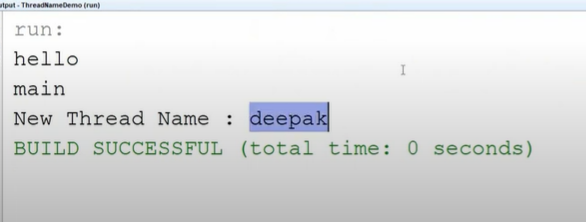 utput - ThreadNameDemo (run)
run:
hello
main
New Thread Name : deepak
BUILD SUCCESSFUL (total time: 0 seconds)